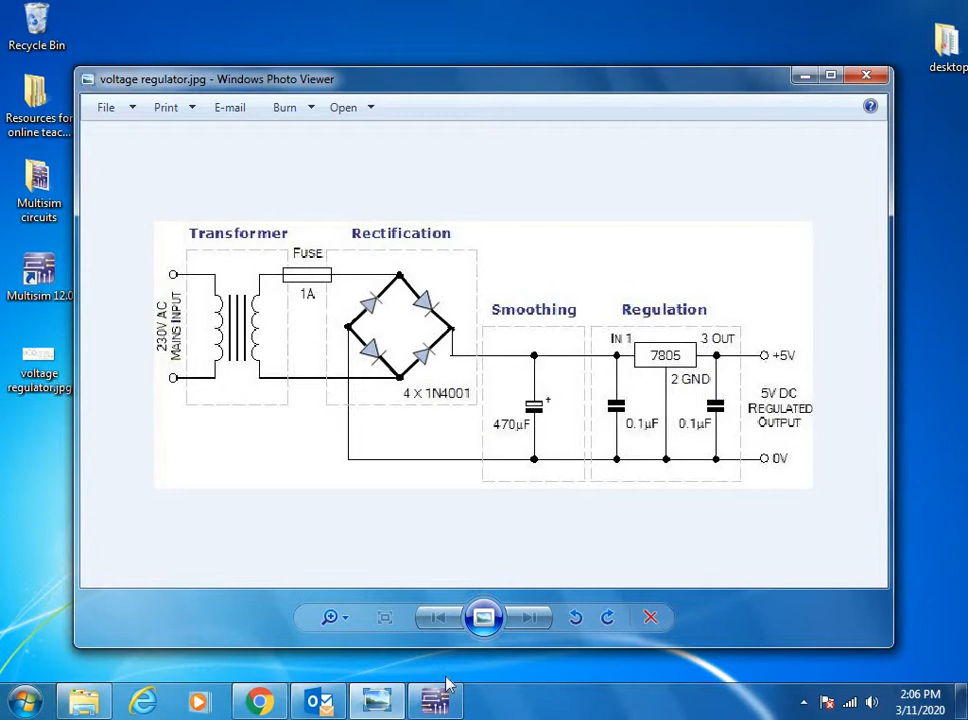 Recycle Bin
Resources for
online teac...
Multisim
circuits
Multisim 12.0
voltage
regulator.jpg
desktop
voltage regulator.jpg - Windows Photo Viewer
File
Print
E-mail
Burn
Open
Transformer
Rectification
FUSE
1A
230V AC
MAINS INPUT
4 X 1N4001
Smoothing
Regulation
IN 1
3 OUT
7805
2 GND
+5V
+
470µF
0.1µF
0.1µF
5V DC
REGULATED
OUTPUT
0V
2:06 PM
3/11/2020